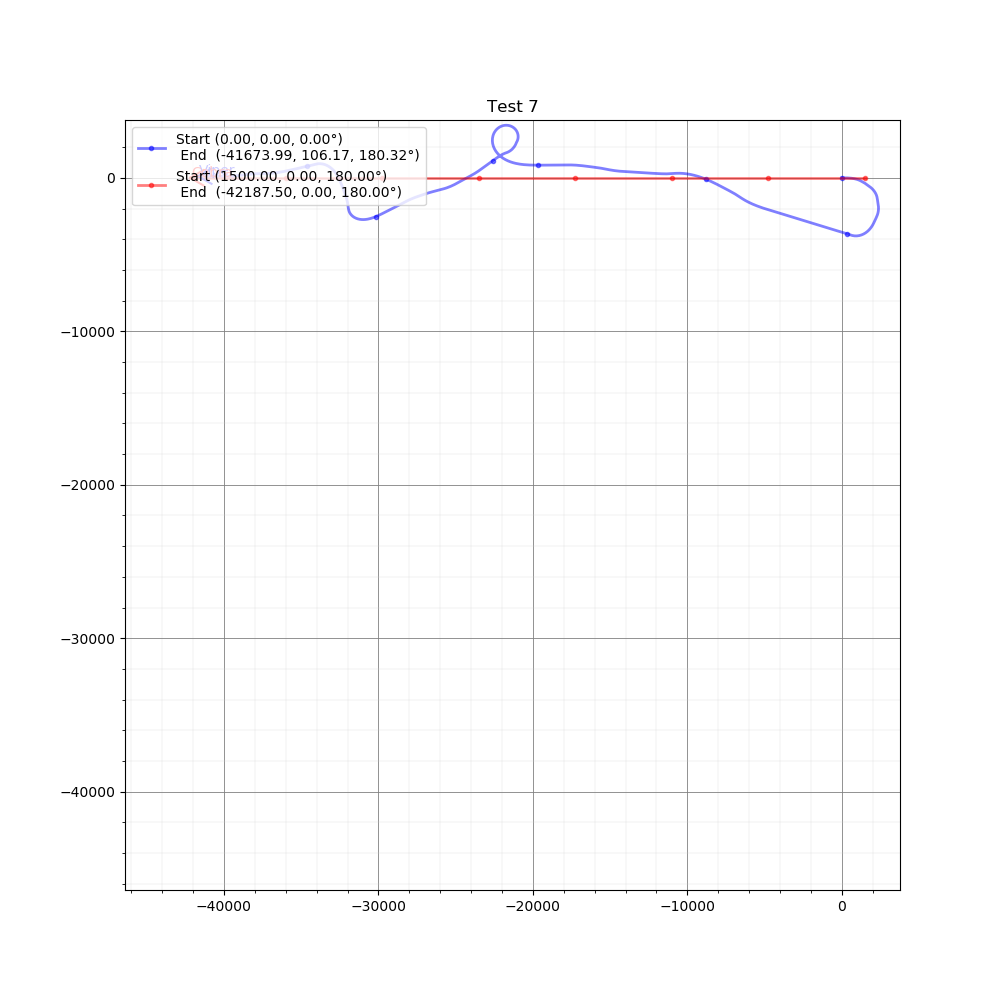 Test 7
Start (0.00, 0.00, 0.00°)
End (-41673.99, 106.17, 180.32°)
Start (1500.00, 0.00, 180.00°)
End (-42187.50, 0.00, 180.00°)
0
−10000
−20000
−30000
−40000
−40000 −30000 −20000 −10000 0